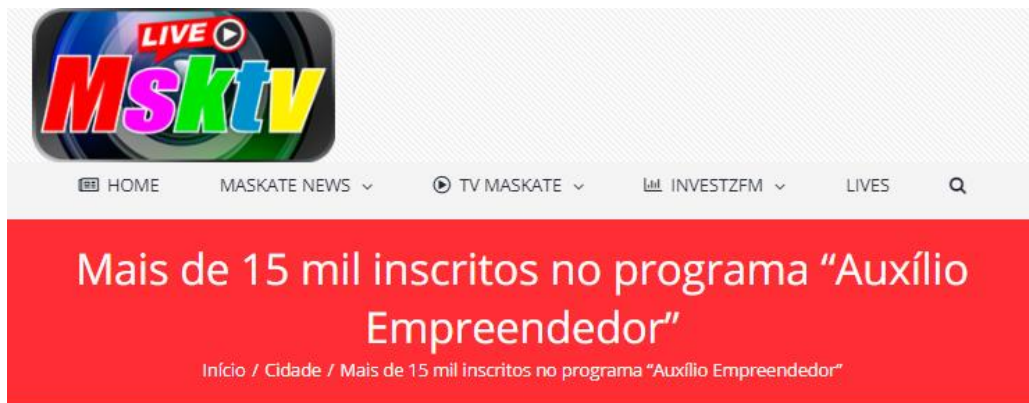 LIVE
Msktv
HOME MASKATE NEWS TV MASKATE INVESTZFM LIVES
Mais de 15 mil inscritos no programa “Auxílio
Empreendedor”
Início / Cidade / Mais de 15 mil inscritos no programa “Auxílio Empreendedor”